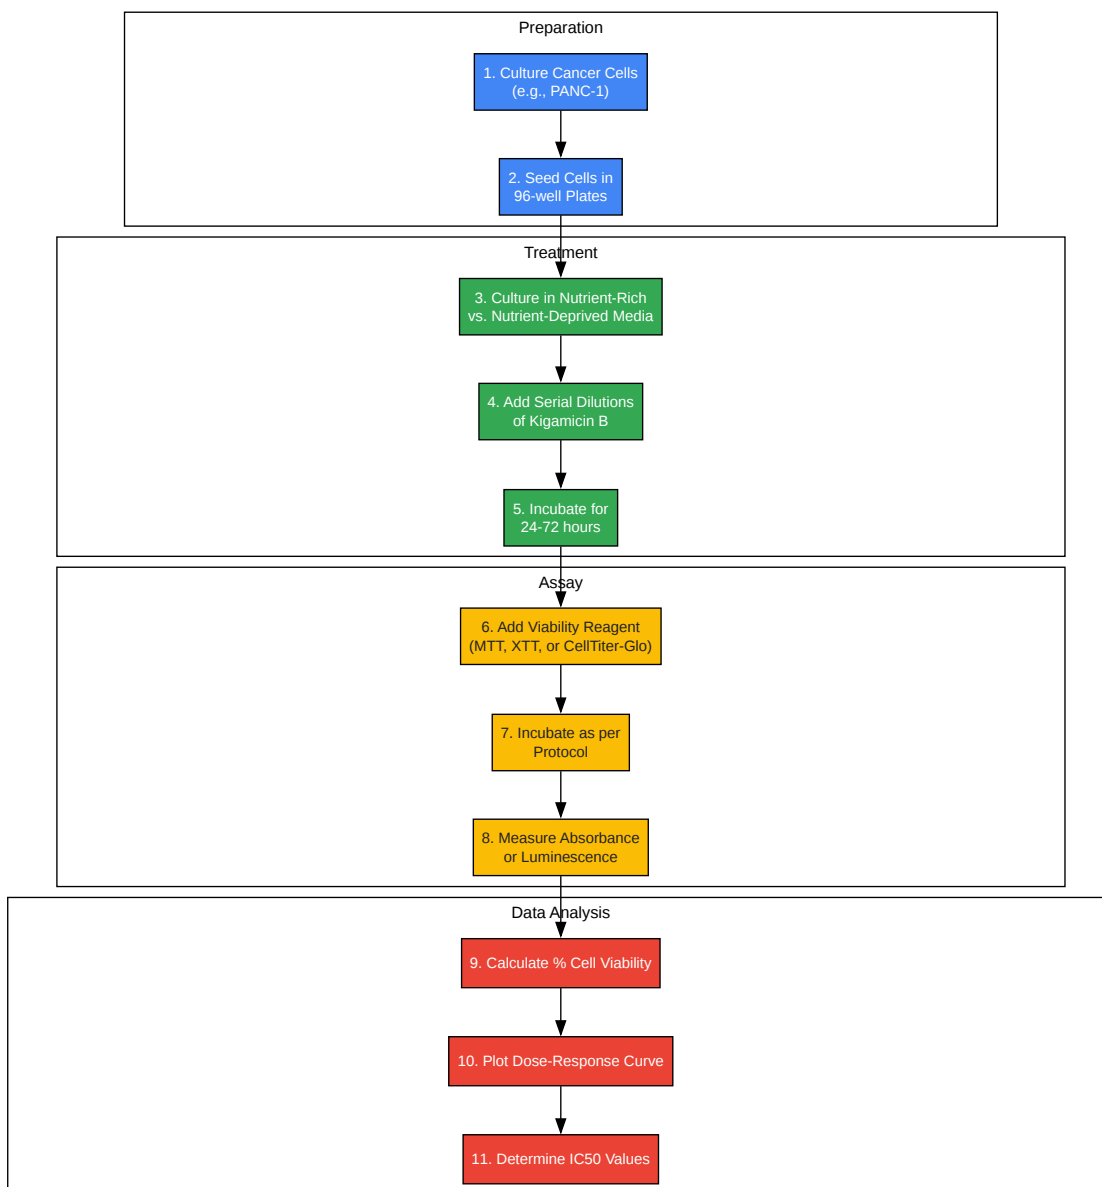 Preparation
1. Culture Cancer Cells
(e.g., PANC-1)
2. Seed Cells in
96-well Plates
Treatment
3. Culture in Nutrient-Rich
vs. Nutrient-Deprived Media
4. Add Serial Dilutions
of Kigamicin B
5. Incubate for
24-72 hours
Assay
6. Add Viability Reagent
(MTT, XTT, or CellTiter-Glo)
7. Incubate as per
Protocol
8. Measure Absorbance
or Luminescence
Data Analysis
9. Calculate % Cell Viability
10. Plot Dose-Response Curve
11. Determine IC50 Values